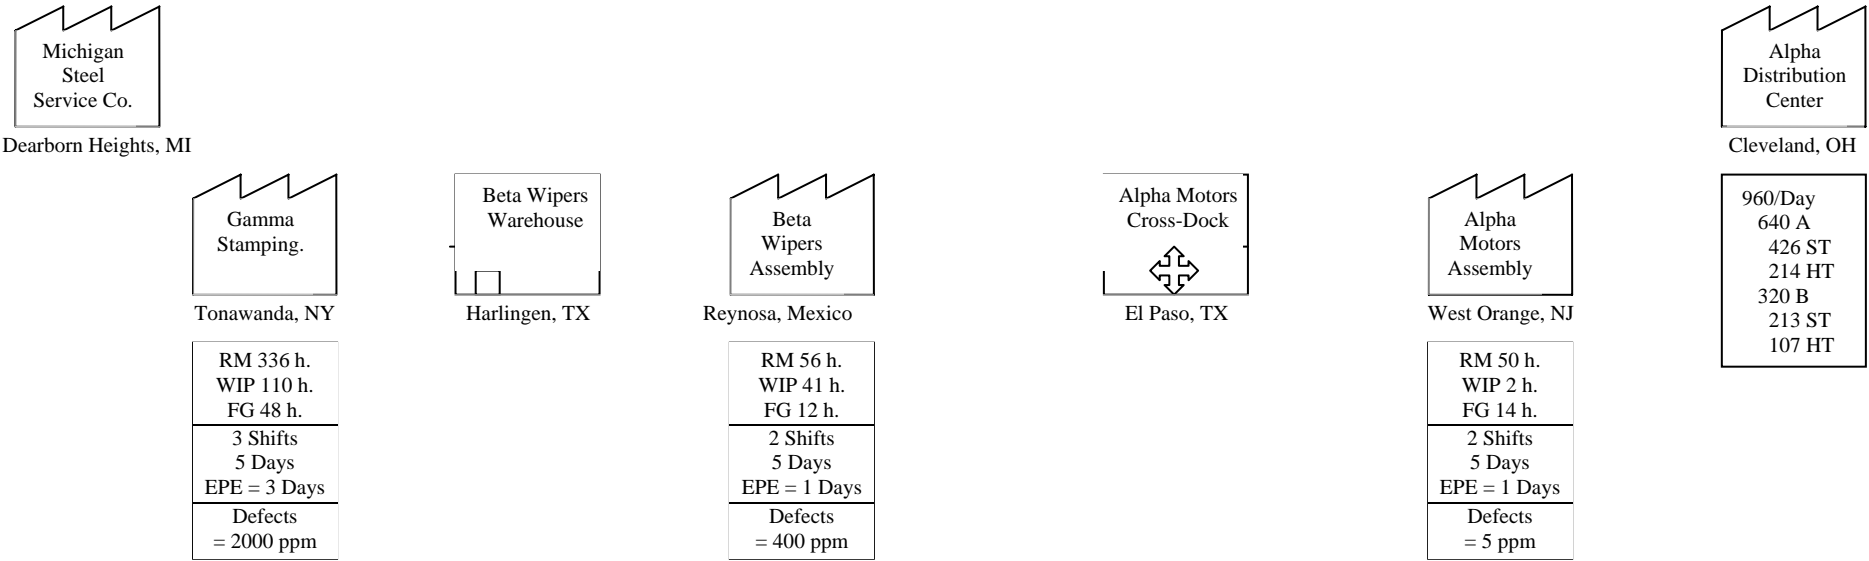 Michigan
Steel
Service Co.
Dearborn Heights, MI
Alpha
Distribution
Center
Cleveland, OH
Gamma
Stamping.
Tonawanda, NY
Beta Wipers
Warehouse
Harlingen, TX
Beta
Wipers
Assembly
Reynosa, Mexico
Alpha Motors
Cross-Dock
El Paso, TX
Alpha
Motors
Assembly
West Orange, NJ
960/Day
640 A
426 ST
214 HT
320 B
213 ST
107 HT
RM 336 h.
WIP 110 h.
FG 48 h.
3 Shifts
5 Days
EPE = 3 Days
Defects
= 2000 ppm
RM 56 h.
WIP 41 h.
FG 12 h.
2 Shifts
5 Days
EPE = 1 Days
Defects
= 400 ppm
RM 50 h.
WIP 2 h.
FG 14 h.
2 Shifts
5 Days
EPE = 1 Days
Defects
= 5 ppm